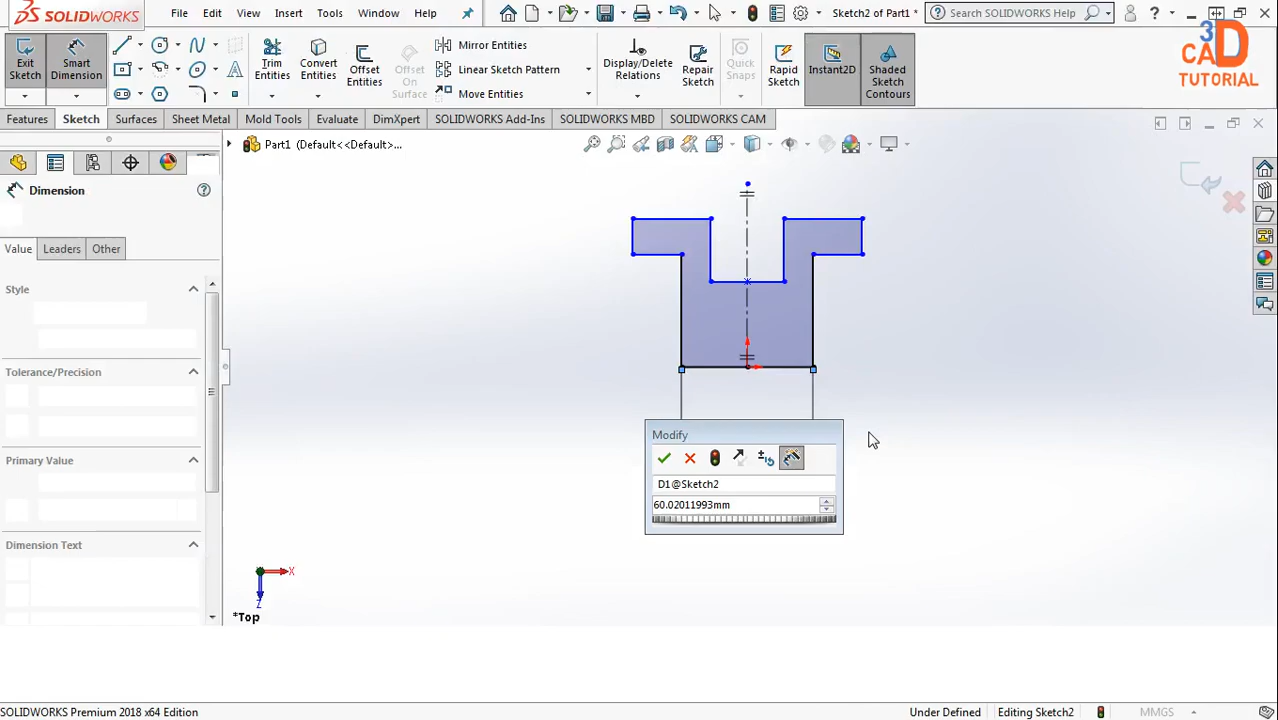 SOLIDWORKS
File
Edit
View
Insert
Tools
Window
Help
Sketch2 of Part1 *
Search SOLIDWORKS Help
?
3D
CAD
TUTORIAL
Exit Sketch
Smart Dimension
Trim Entities
Convert Entities
Offset Entities
Offset On Surface
Mirror Entities
Linear Sketch Pattern
Move Entities
Display/Delete Relations
Repair Sketch
Quick Snaps
Rapid Sketch
Instant2D
Shaded Sketch Contours
Features
Sketch
Surfaces
Sheet Metal
Mold Tools
Evaluate
DimXpert
SOLIDWORKS Add-Ins
SOLIDWORKS MBD
SOLIDWORKS CAM
Part1 (Default<<Default>...
Dimension
?
Value
Leaders
Other
Style
Tolerance/Precision
Primary Value
Dimension Text
Modify
D1@Sketch2
60.02011993mm
X
Z
*Top
SOLIDWORKS Premium 2018 x64 Edition
Under Defined
Editing Sketch2
MMGS